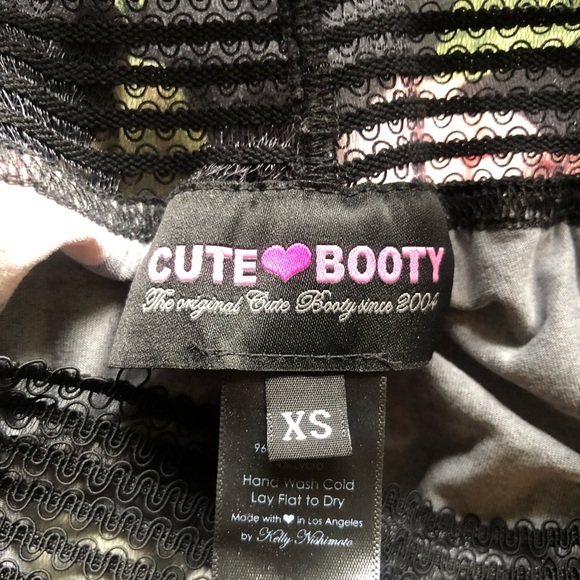 CUTE BOOTY
The original Cute Booty since 2004
XS
Hand Wash Cold
Lay Flat to Dry
Made with ❤ in Los Angeles
by Kelly Nishimoto